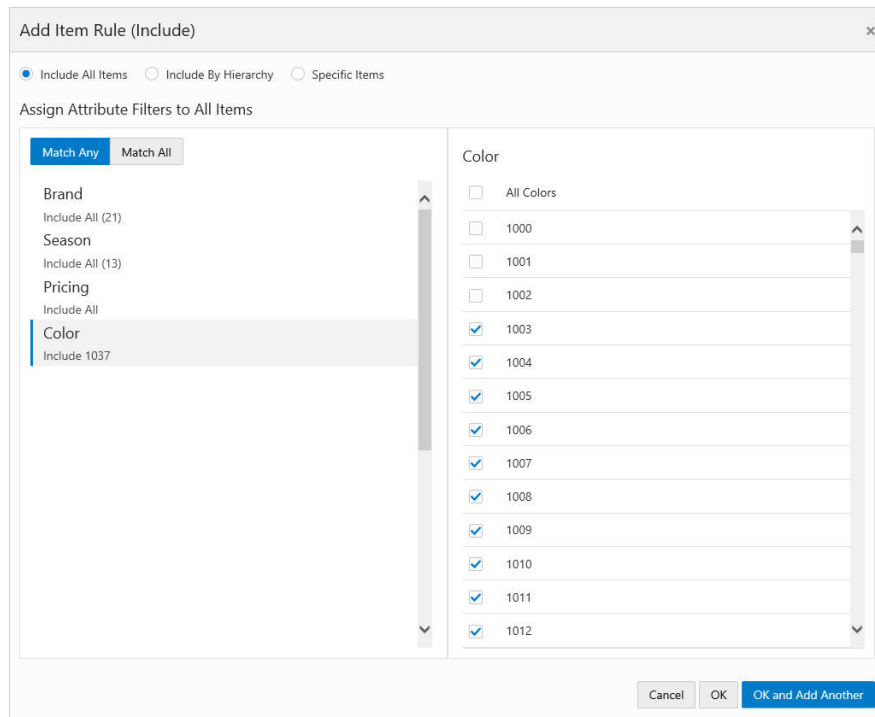 Add Item Rule (Include)
Include All Items Include By Hierarchy Specific Items
Assign Attribute Filters to All Items
Match Any Match All
Brand
Include All (21)
Season
Include All (13)
Pricing
Include All
Color
Include 1037
Color
All Colors
1000
1001
1002
1003
1004
1005
1006
1007
1008
1009
1010
1011
1012
Cancel OK OK and Add Another